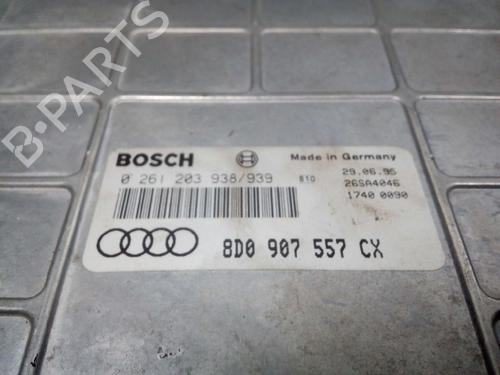 B-PARTS
BOSCH Made in Germany
0 261 203 938/939 810 29.06.95
26SA4046
1740 0090
8D0 907 557 CX